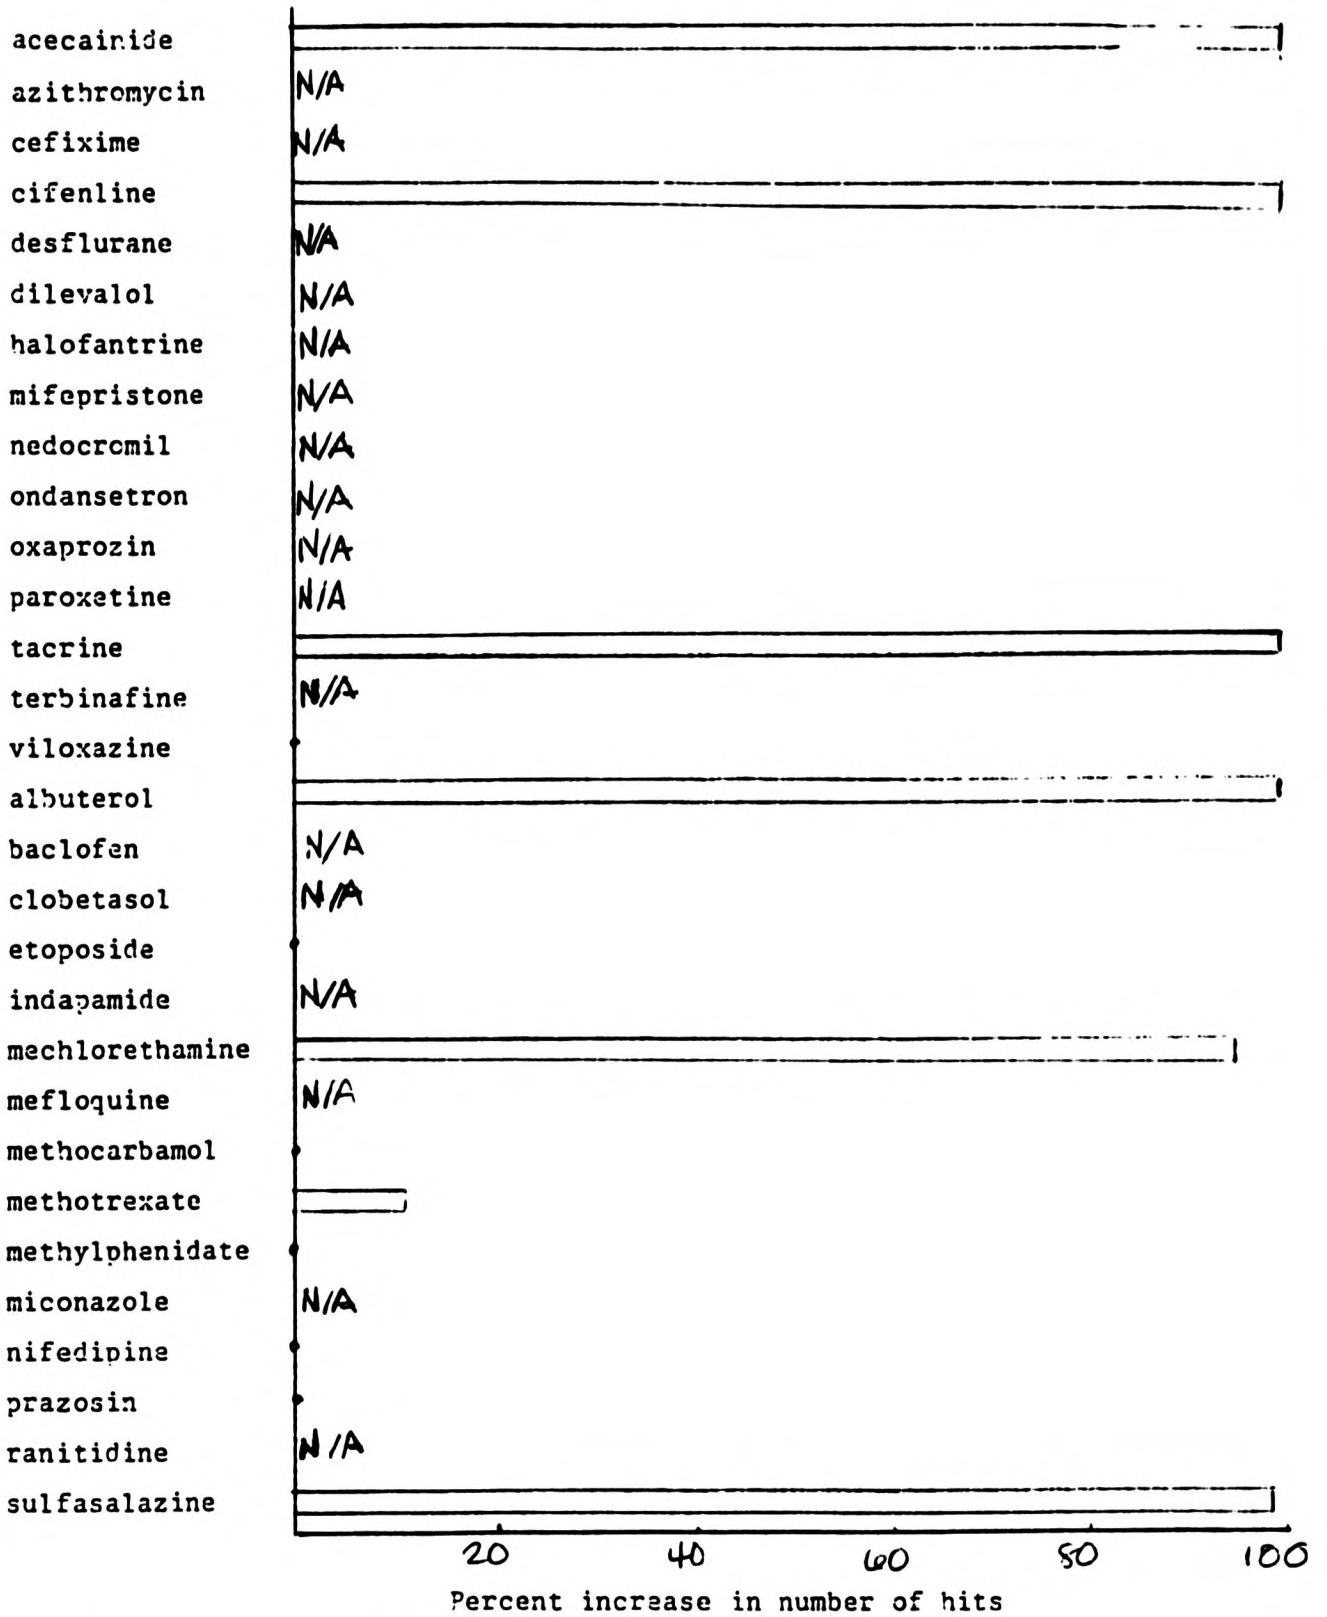 acecainide
azithromycin N/A
cefixime N/A
cifenline
desflurane N/A
dilevalol N/A
halofantrine N/A
mifepristone N/A
nedocromil N/A
ondansetron N/A
oxaprozin N/A
paroxetine N/A
tacrine
terbinafine N/A
viloxazine
albuterol
baclofen N/A
clobetasol N/A
etoposide
indapamide N/A
mechlorethamine
mefloquine N/A
methocarbamol
methotrexate
methylphenidate
miconazole N/A
nifedipine
prazosin
ranitidine N/A
sulfasalazine
20 40 60 80 100
Percent increase in number of hits